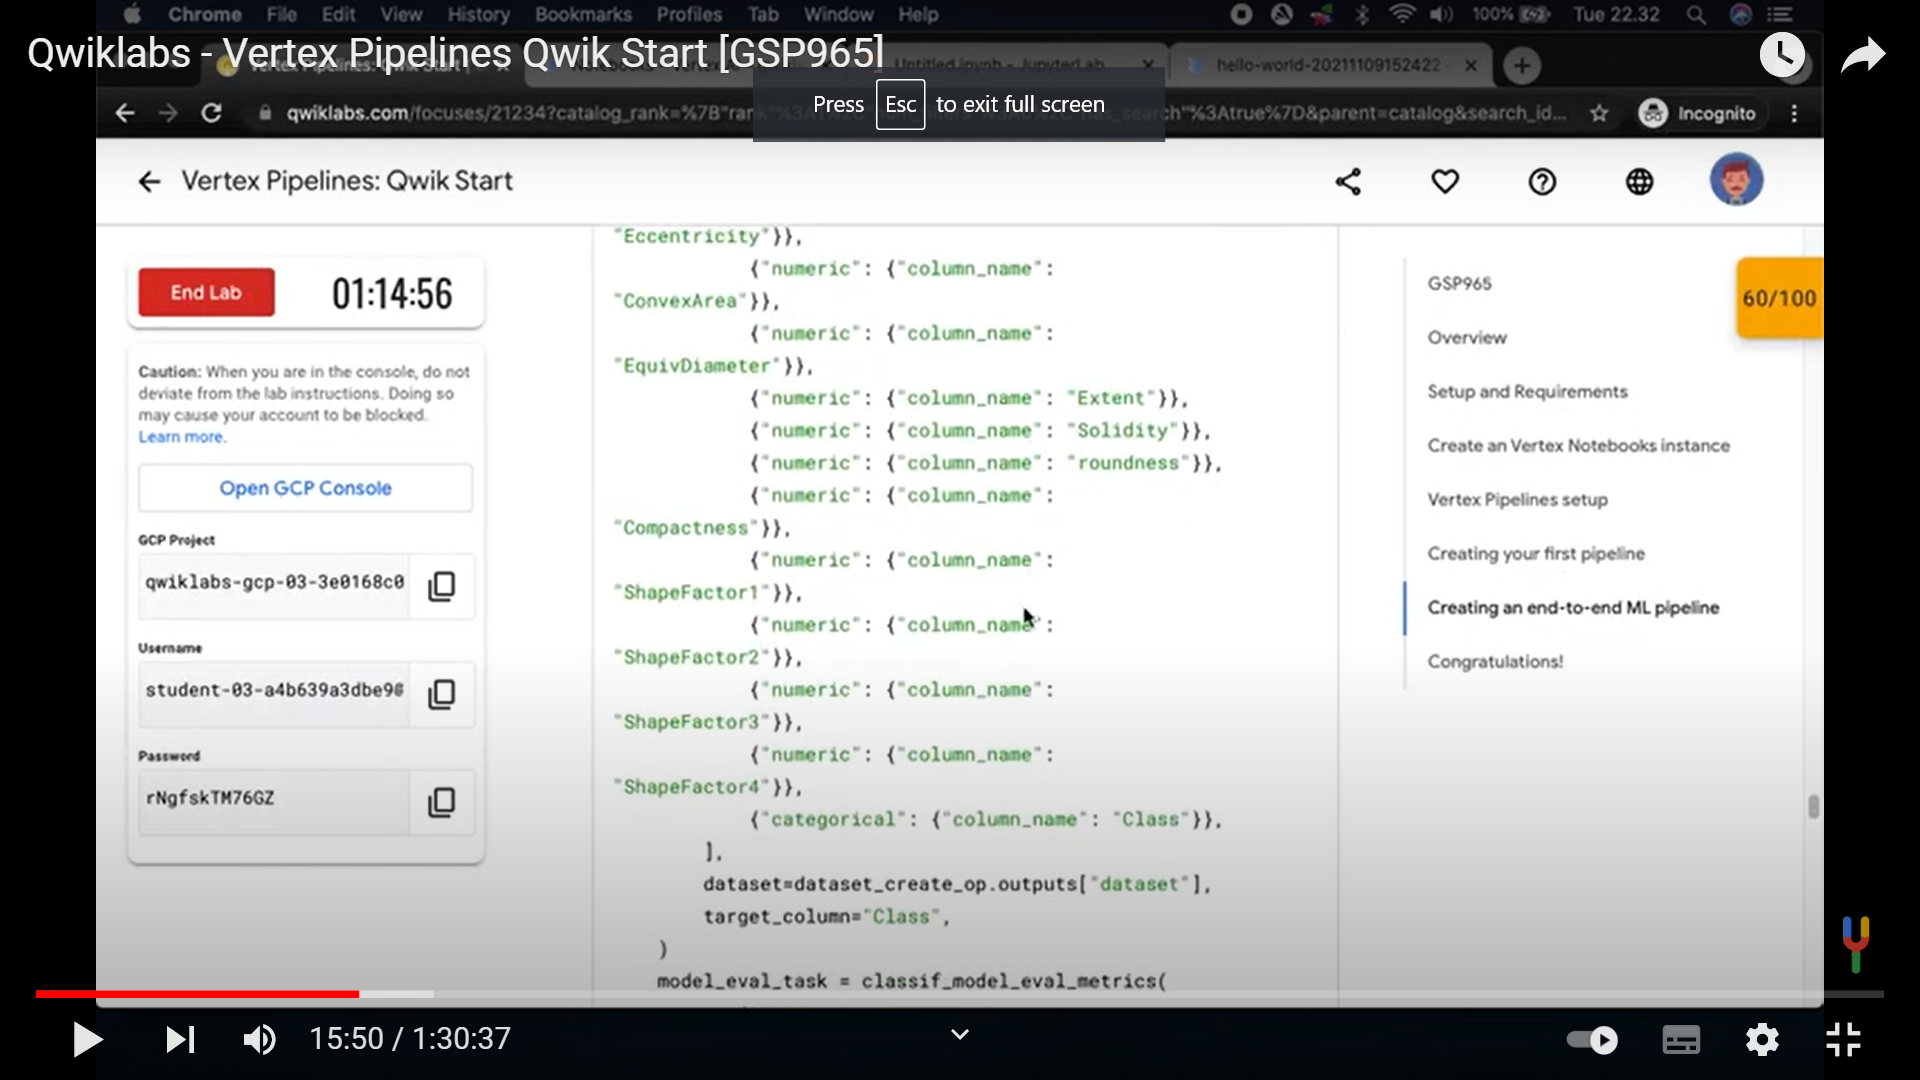 Chrome File Edit View History Bookmarks Profiles Tab Window Help 100% Tue 22.32
Qwiklabs - Vertex Pipelines Qwik Start [GSP965]
Untitled.ipynb - JupyterLab
hello-world-20211109152422
Press Esc to exit full screen
qwiklabs.com/focuses/21234?catalog_rank=%7B"rank"
h"%3Atrue%7D&parent=catalog&search_id...
Incognito
Vertex Pipelines: Qwik Start
End Lab
01:14:56
Caution: When you are in the console, do not
deviate from the lab instructions. Doing so
may cause your account to be blocked.
Learn more.
Open GCP Console
GCP Project
qwiklabs-gcp-03-3e0168c0
Username
student-03-a4b639a3dbe9@
Password
rNgfskTM76GZ
"Eccentricity"}},
{"numeric": {"column_name":
"ConvexArea"}},
{"numeric": {"column_name":
"EquivDiameter"}},
{"numeric": {"column_name": "Extent"}},
{"numeric": {"column_name": "Solidity"}},
{"numeric": {"column_name": "roundness"}},
{"numeric": {"column_name":
"Compactness"}},
{"numeric": {"column_name":
"ShapeFactor1"}},
{"numeric": {"column_name":
"ShapeFactor2"}},
{"numeric": {"column_name":
"ShapeFactor3"}},
{"numeric": {"column_name":
"ShapeFactor4"}},
{"categorical": {"column_name": "Class"}},
],
dataset=dataset_create_op.outputs["dataset"],
target_column="Class",
)
model_eval_task = classif_model_eval_metrics(
GSP965
Overview
Setup and Requirements
Create an Vertex Notebooks instance
Vertex Pipelines setup
Creating your first pipeline
Creating an end-to-end ML pipeline
Congratulations!
60/100
15:50 / 1:30:37